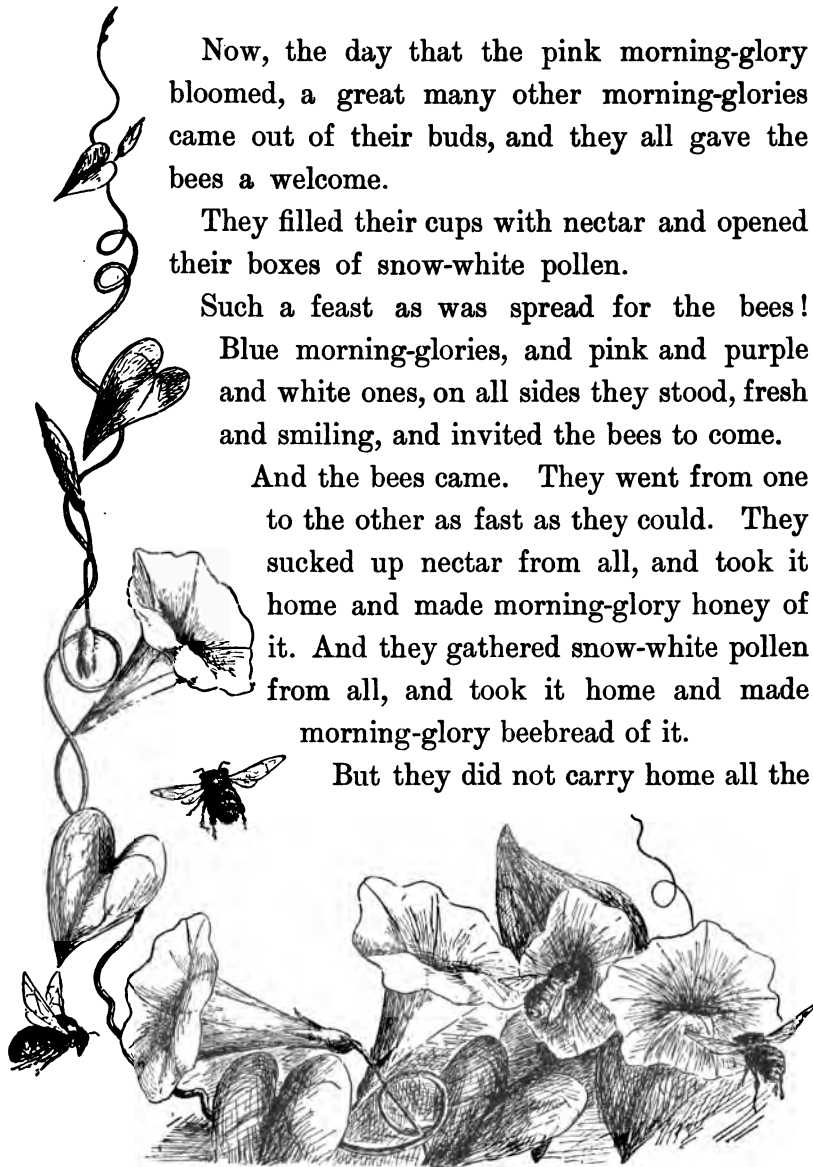 Now, the day that the pink morning-glory
bloomed, a great many other morning-glories
came out of their buds, and they all gave the
bees a welcome.
They filled their cups with nectar and opened
their boxes of snow-white pollen.
Such a feast as was spread for the bees!
Blue morning-glories, and pink and purple
and white ones, on all sides they stood, fresh
and smiling, and invited the bees to come.
And the bees came. They went from one
to the other as fast as they could. They
sucked up nectar from all, and took it
home and made morning-glory honey of
it. And they gathered snow-white pollen
from all, and took it home and made
morning-glory beebread of it.
But they did not carry home all the